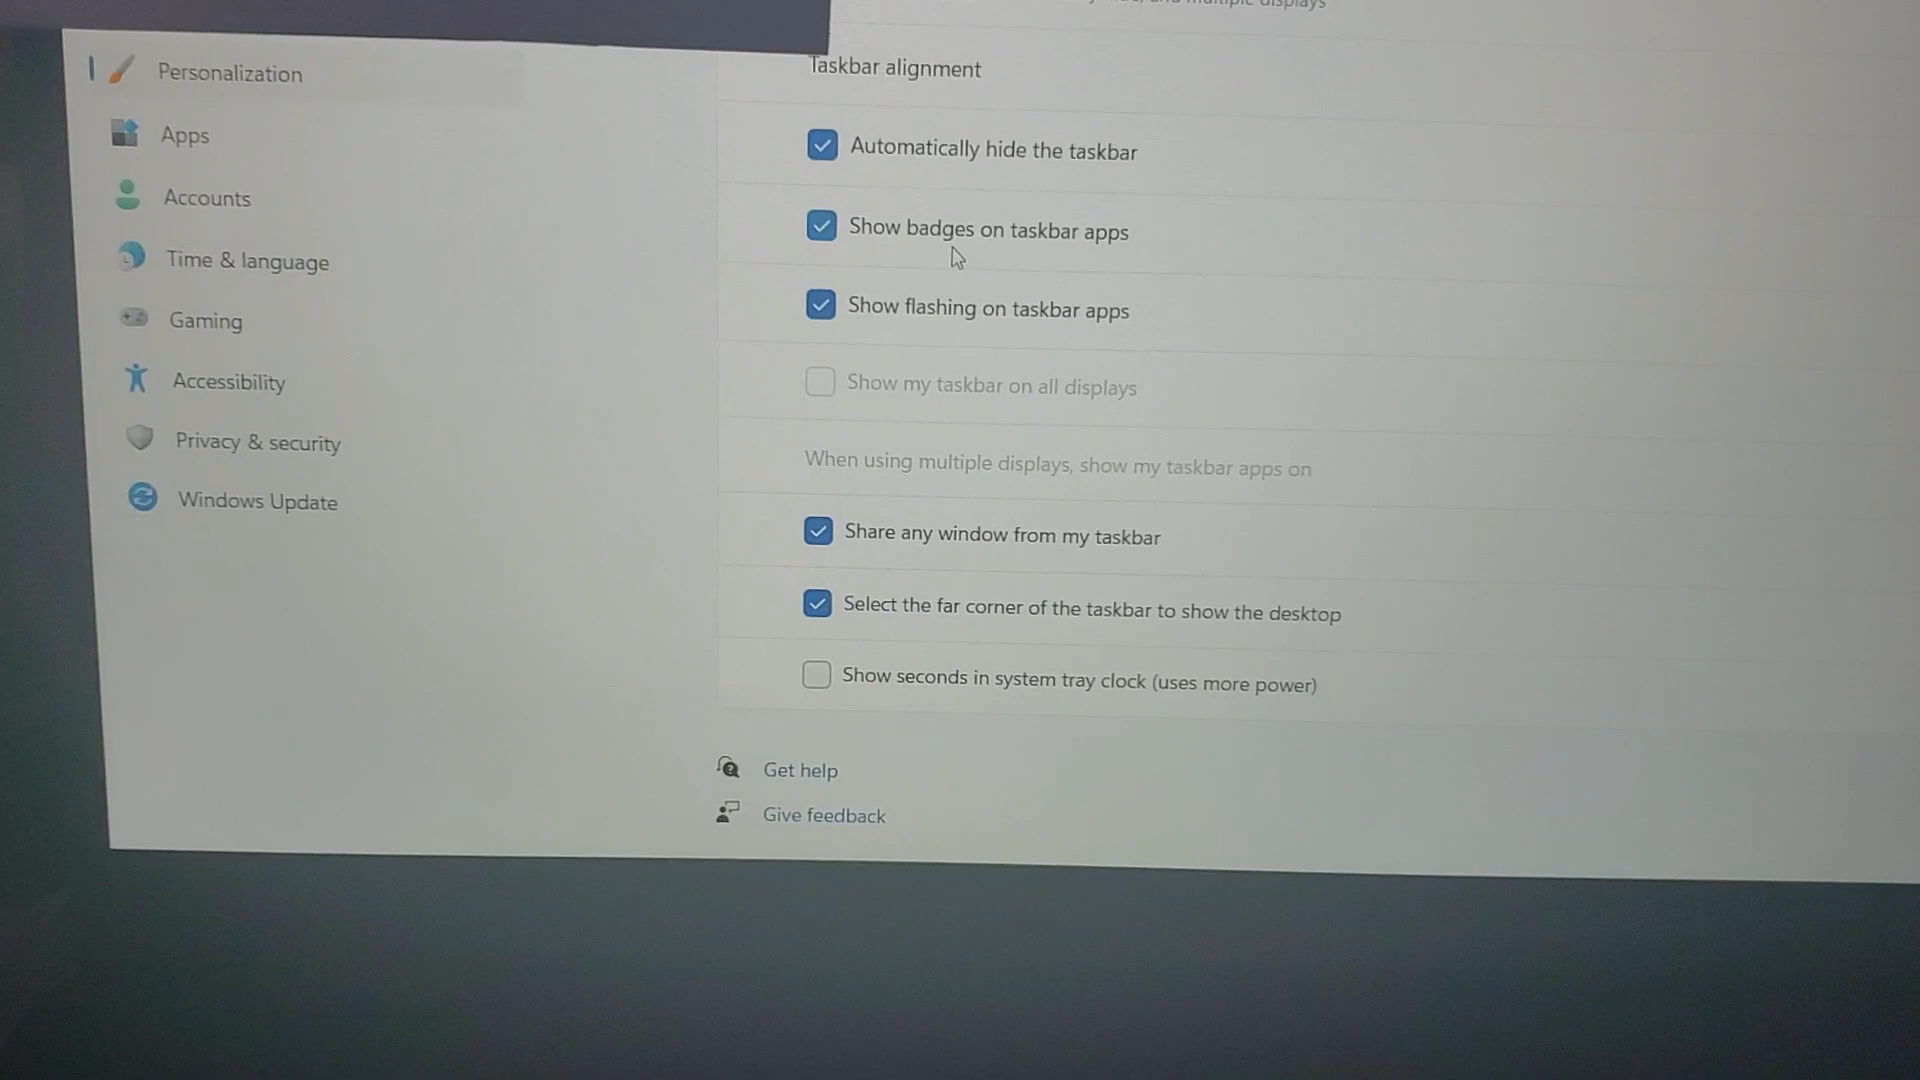 multiple displays
Taskbar alignment
Personalization
Automatically hide the taskbar
Apps
Accounts
Show badges on taskbar apps
Time & language
Show flashing on taskbar apps
Gaming
Accessibility
Show my taskbar on all displays
Privacy & security
When using multiple displays, show my taskbar apps on
Windows Update
Share any window from my taskbar
Select the far corner of the taskbar to show the desktop
Show seconds in system tray clock (uses more power)
Get help
Give feedback